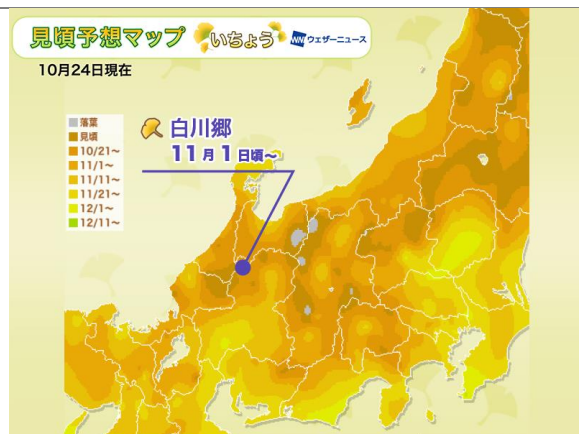 見頃予想マップ いちょう WNI ウェザーニュース
10月24日現在
落葉
見頃
10/21〜
11/1〜
11/11〜
11/21〜
12/1〜
12/11〜
白川郷
11月1日頃〜